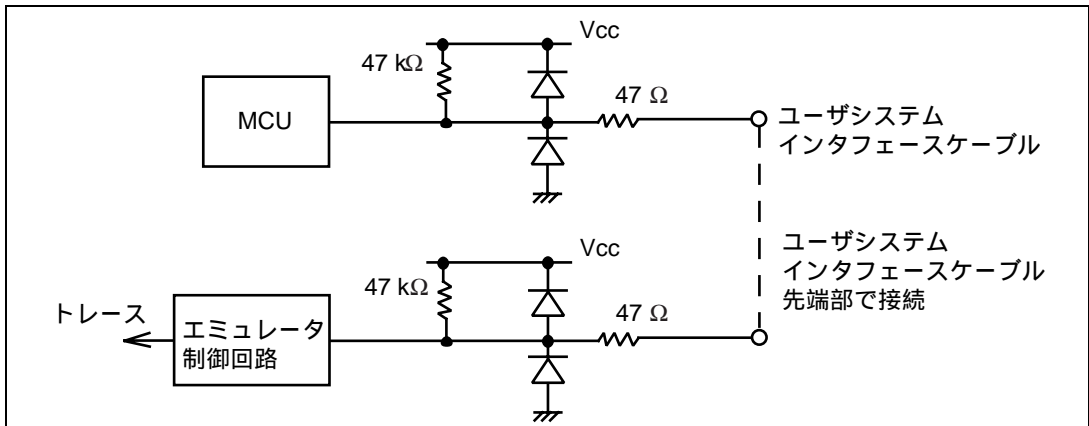 Vcc
47 kΩ
47 Ω
MCU
ユーザシステム
インタフェースケーブル
Vcc
47 kΩ
47 Ω
ユーザシステム
インタフェースケーブル
先端部で接続
トレース
エミュレータ
制御回路